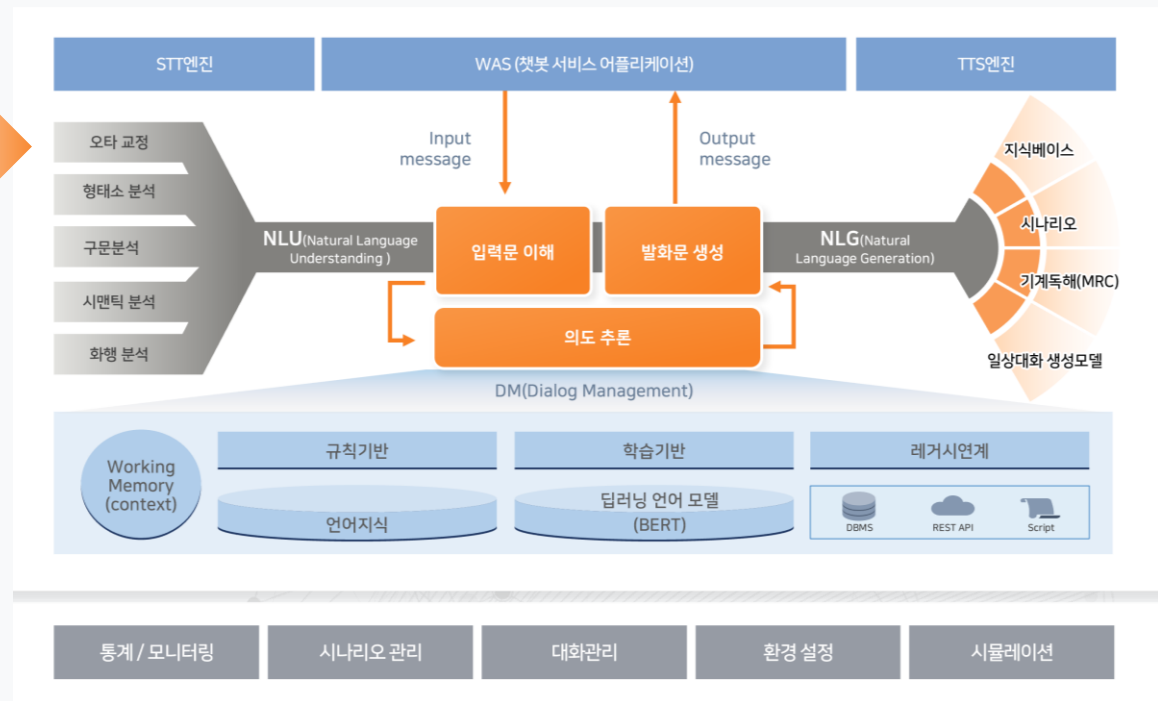 STT엔진
WAS (챗봇 서비스 어플리케이션)
TTS엔진
오타 교정
형태소 분석
구문분석
시맨틱 분석
화행 분석
Input
message
Output
message
NLU(Natural Language
Understanding )
입력문 이해
발화문 생성
NLG(Natural
Language Generation)
의도 추론
지식베이스
시나리오
기계독해(MRC)
일상대화 생성모델
DM(Dialog Management)
Working
Memory
(context)
규칙기반
언어지식
학습기반
딥러닝 언어 모델
(BERT)
레거시연계
DBMS
REST API
Script
통계 / 모니터링
시나리오 관리
대화관리
환경 설정
시뮬레이션